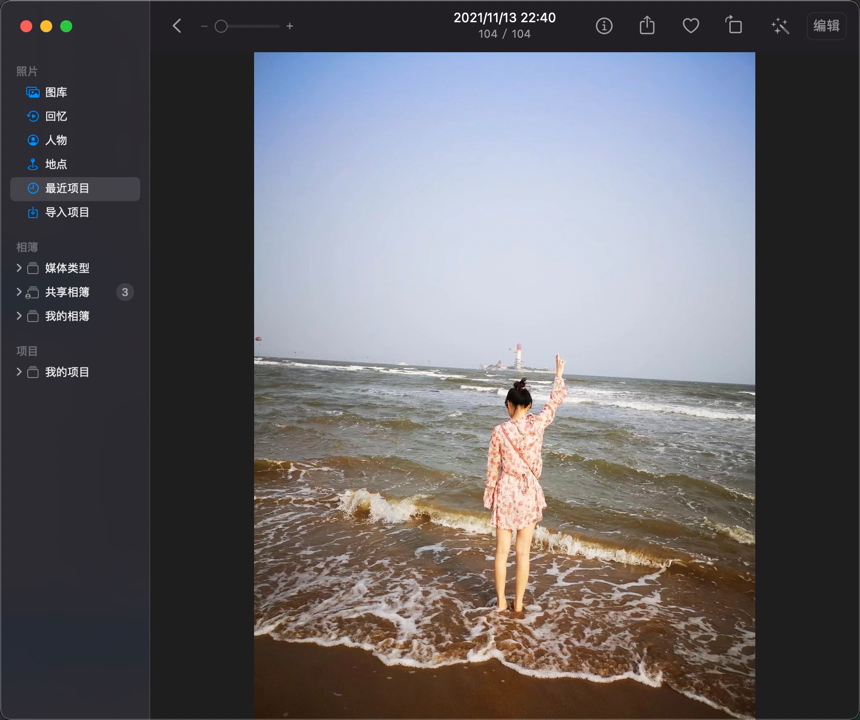 2021/11/13 22:40
104 / 104
编辑
照片
图库
回忆
人物
地点
最近项目
导入项目
相簿
媒体类型
共享相簿 3
我的相簿
项目
我的项目